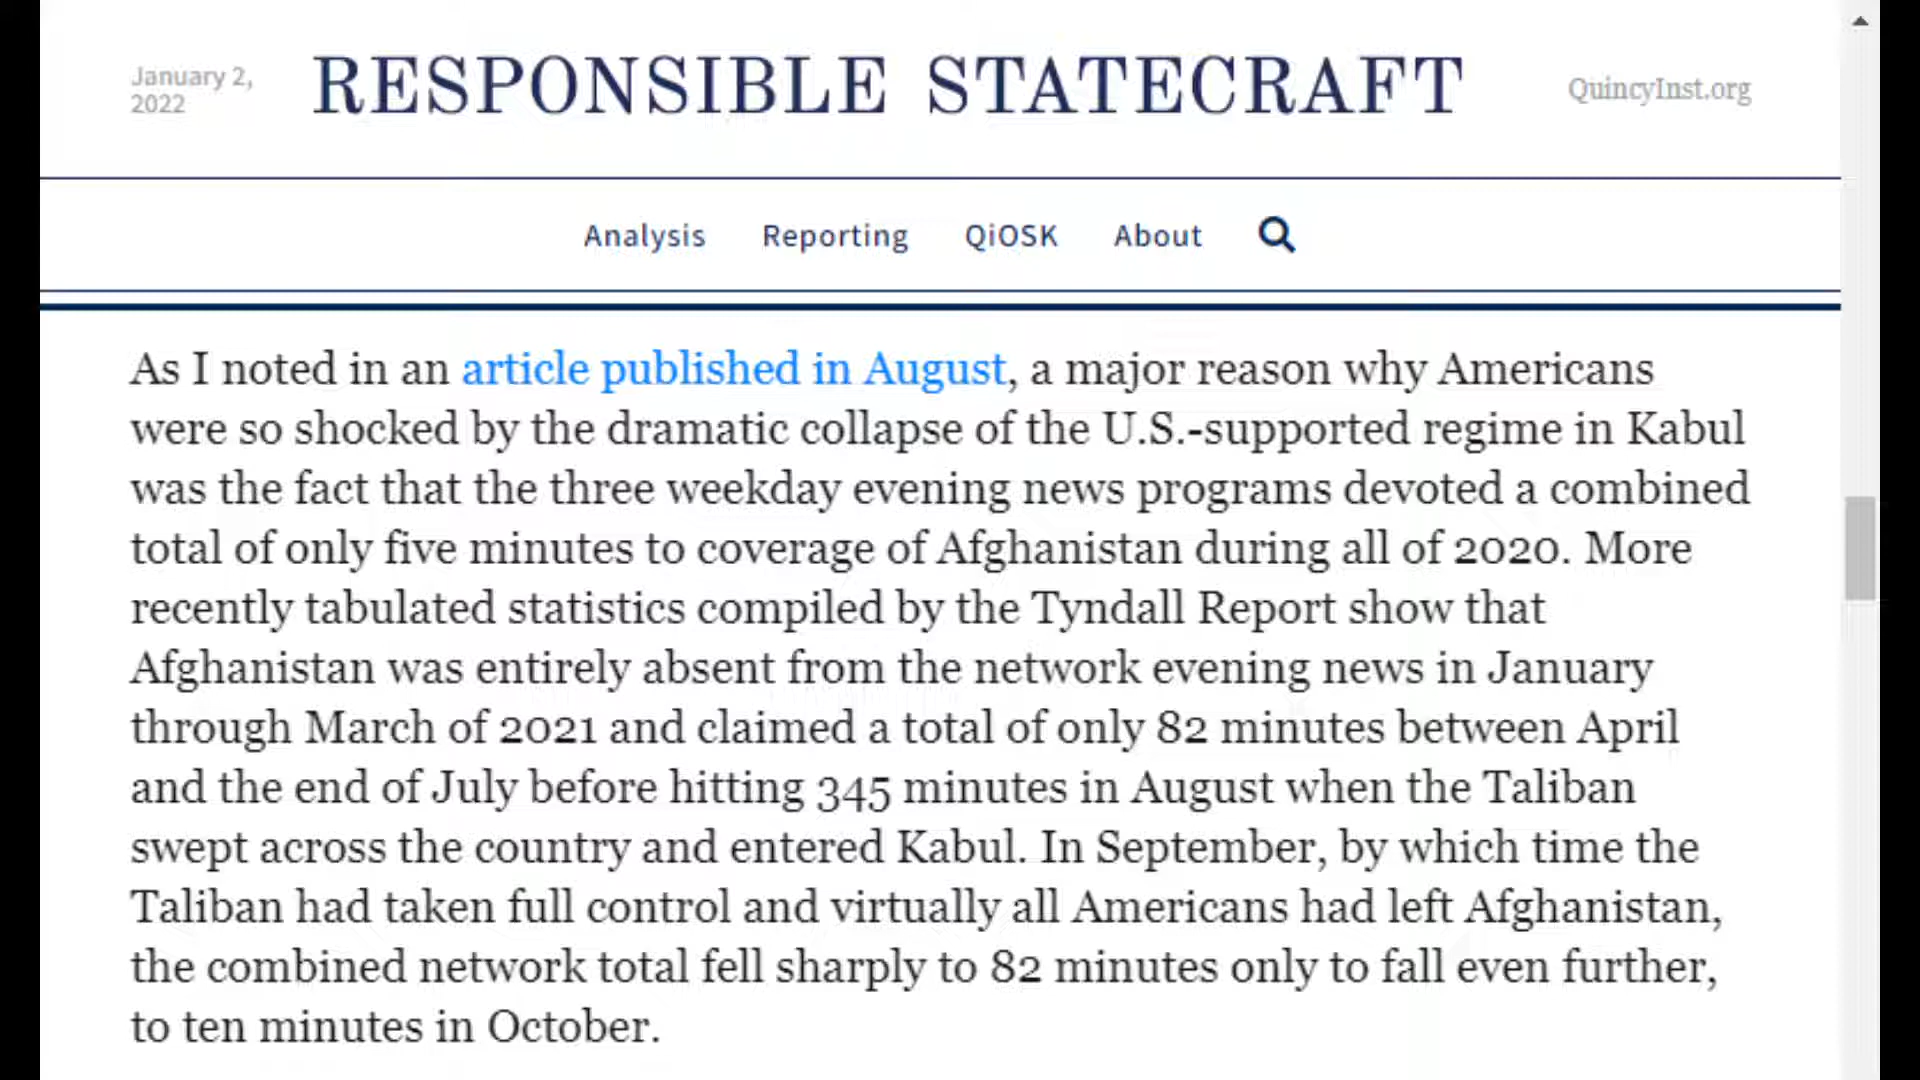 January 2,
2022
RESPONSIBLE STATECRAFT
QuincyInst.org
Analysis Reporting QiOSK About
As I noted in an article published in August, a major reason why Americans
were so shocked by the dramatic collapse of the U.S.-supported regime in Kabul
was the fact that the three weekday evening news programs devoted a combined
total of only five minutes to coverage of Afghanistan during all of 2020. More
recently tabulated statistics compiled by the Tyndall Report show that
Afghanistan was entirely absent from the network evening news in January
through March of 2021 and claimed a total of only 82 minutes between April
and the end of July before hitting 345 minutes in August when the Taliban
swept across the country and entered Kabul. In September, by which time the
Taliban had taken full control and virtually all Americans had left Afghanistan,
the combined network total fell sharply to 82 minutes only to fall even further,
to ten minutes in October.